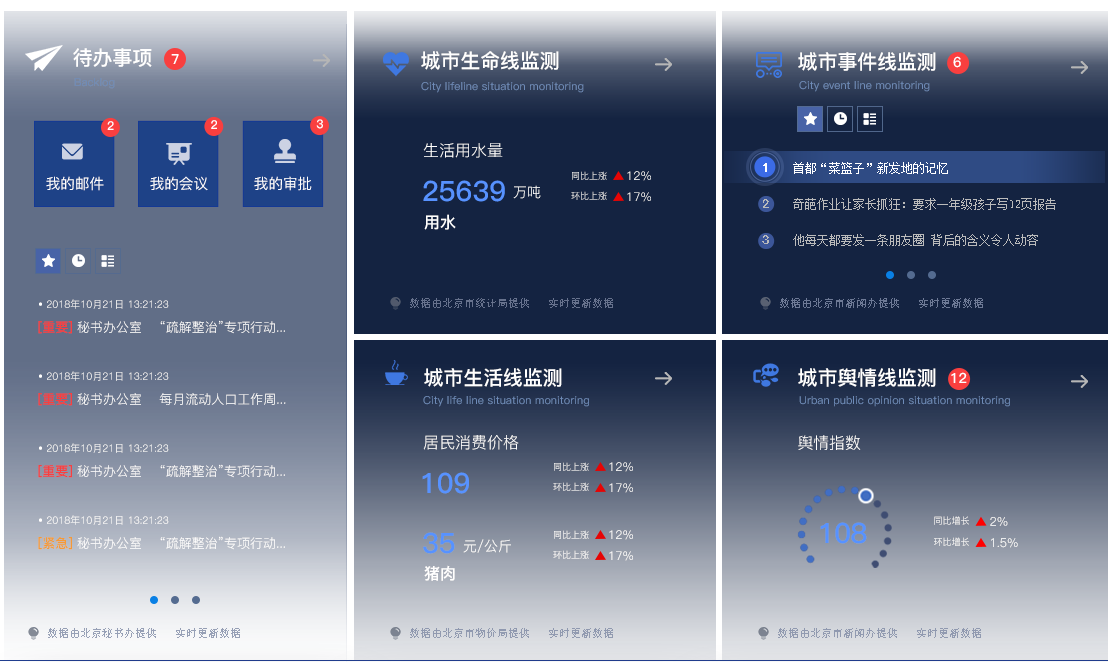 待办事项 7
Backlog
2
我的邮件
2
我的会议
3
我的审批
• 2018年10月21日 13:21:23
[重要] 秘书办公室 “疏解整治”专项行动...
• 2018年10月21日 13:21:23
[重要] 秘书办公室 每月流动人口工作周...
• 2018年10月21日 13:21:23
[重要] 秘书办公室 “疏解整治”专项行动...
• 2018年10月21日 13:21:23
[紧急] 秘书办公室 “疏解整治”专项行动...
数据由北京秘书办提供 实时更新数据
城市生命线监测
City lifeline situation monitoring
生活用水量
25639 万吨
用水
同比上涨 ▲12%
环比上涨 ▲17%
数据由北京市统计局提供 实时更新数据
城市事件线监测 6
City event line monitoring
1 首都“菜篮子”新发地的记忆
2 奇葩作业让家长抓狂：要求一年级孩子写12页报告
3 他每天都要发一条朋友圈 背后的含义令人动容
数据由北京市新闻办提供 实时更新数据
城市生活线监测
City life line situation monitoring
居民消费价格
109
同比上涨 ▲12%
环比上涨 ▲17%
35 元/公斤
猪肉
同比上涨 ▲12%
环比上涨 ▲17%
数据由北京市物价局提供 实时更新数据
城市舆情线监测 12
Urban public opinion situation monitoring
舆情指数
108
同比增长 ▲2%
环比增长 ▲1.5%
数据由北京市新闻办提供 实时更新数据